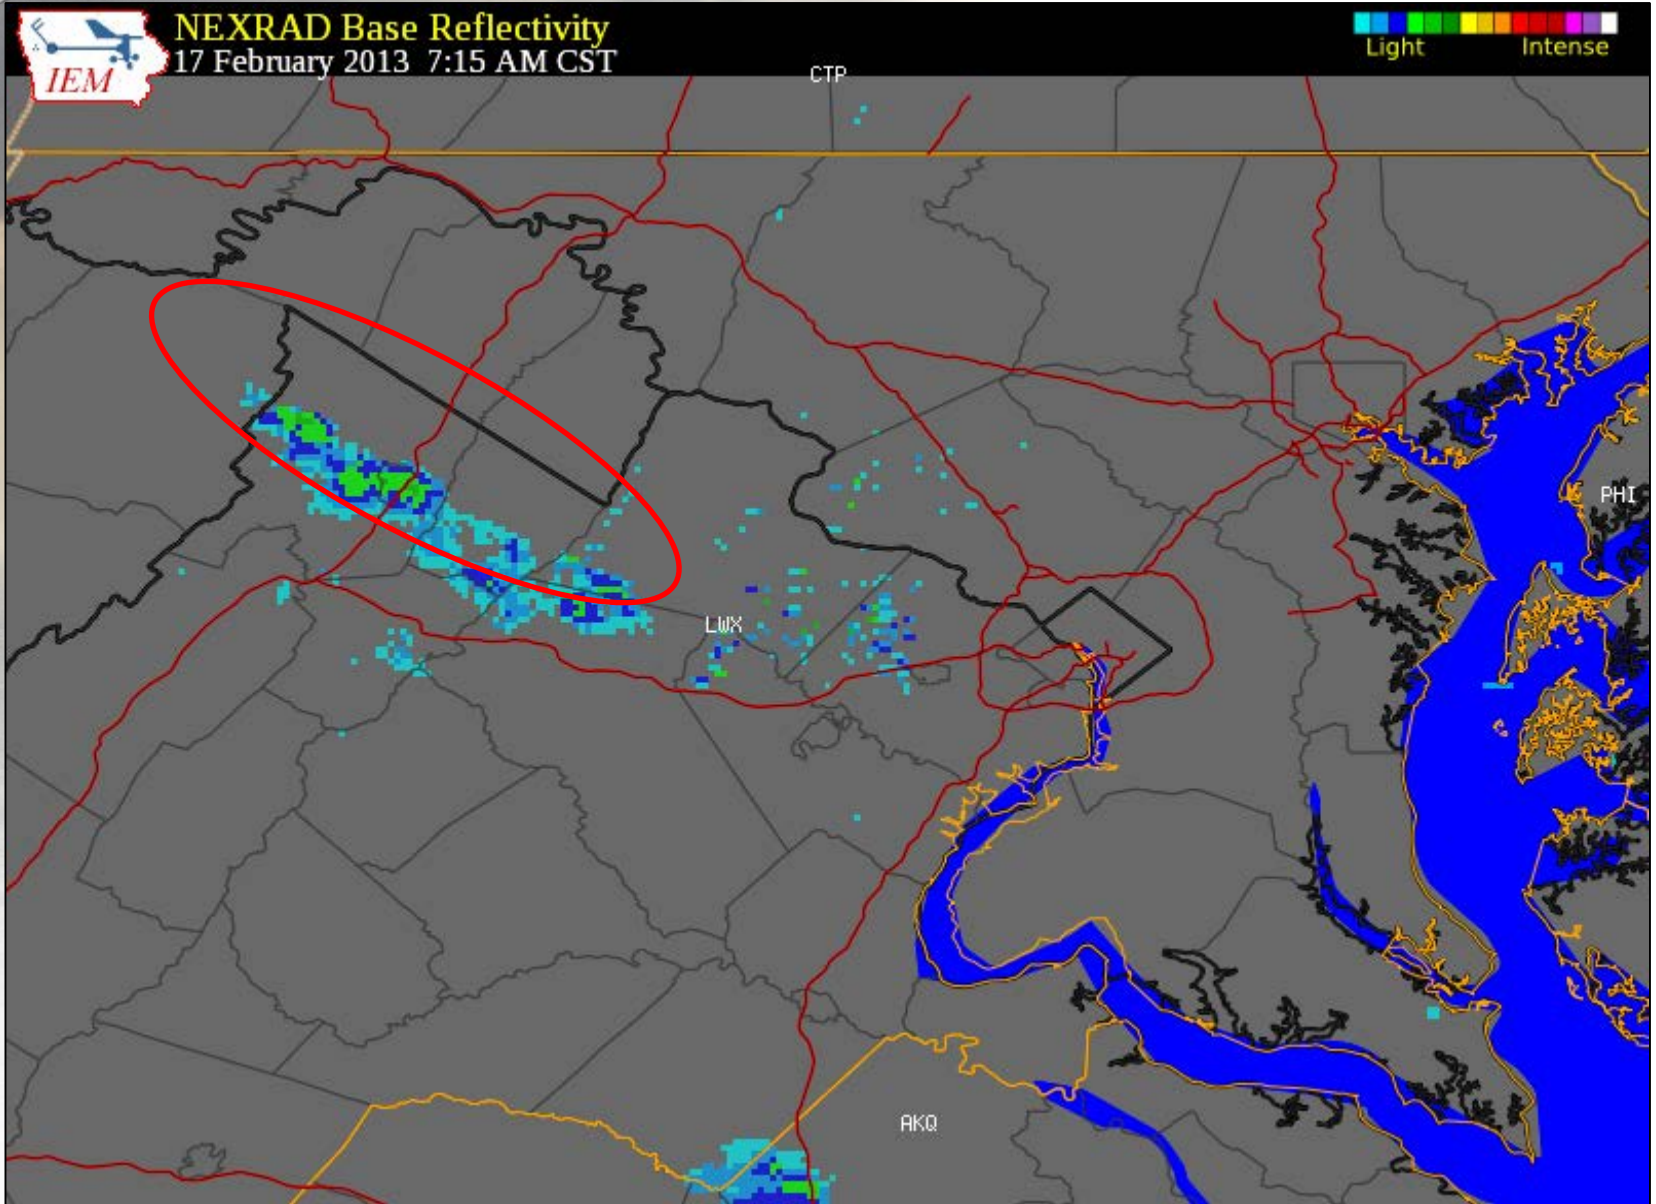 IEM
NEXRAD Base Reflectivity
17 February 2013 7:15 AM CST
Light
Intense
CTP
PHI
LWX
AKQ